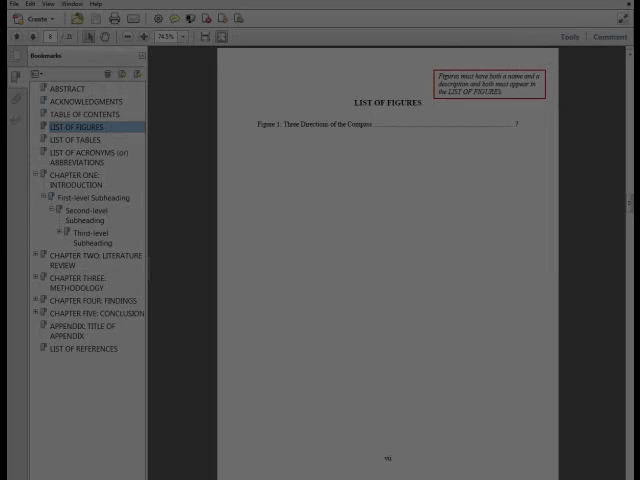 File Edit View Window Help
Create
8 / 21 74.5% Tools Comment
Bookmarks
ABSTRACT
ACKNOWLEDGMENTS
TABLE OF CONTENTS
LIST OF FIGURES
LIST OF TABLES
LIST OF ACRONYMS (or)
ABBREVIATIONS
CHAPTER ONE:
INTRODUCTION
First-level Subheading
Second-level
Subheading
Third-level
Subheading
CHAPTER TWO: LITERATURE
REVIEW
CHAPTER THREE:
METHODOLOGY
CHAPTER FOUR: FINDINGS
CHAPTER FIVE: CONCLUSION
APPENDIX: TITLE OF
APPENDIX
LIST OF REFERENCES
Figures must have both a name and a
description and both must appear in
the LIST OF FIGURES.
LIST OF FIGURES
Figure 1: Three Directions of the Compass 7
vii